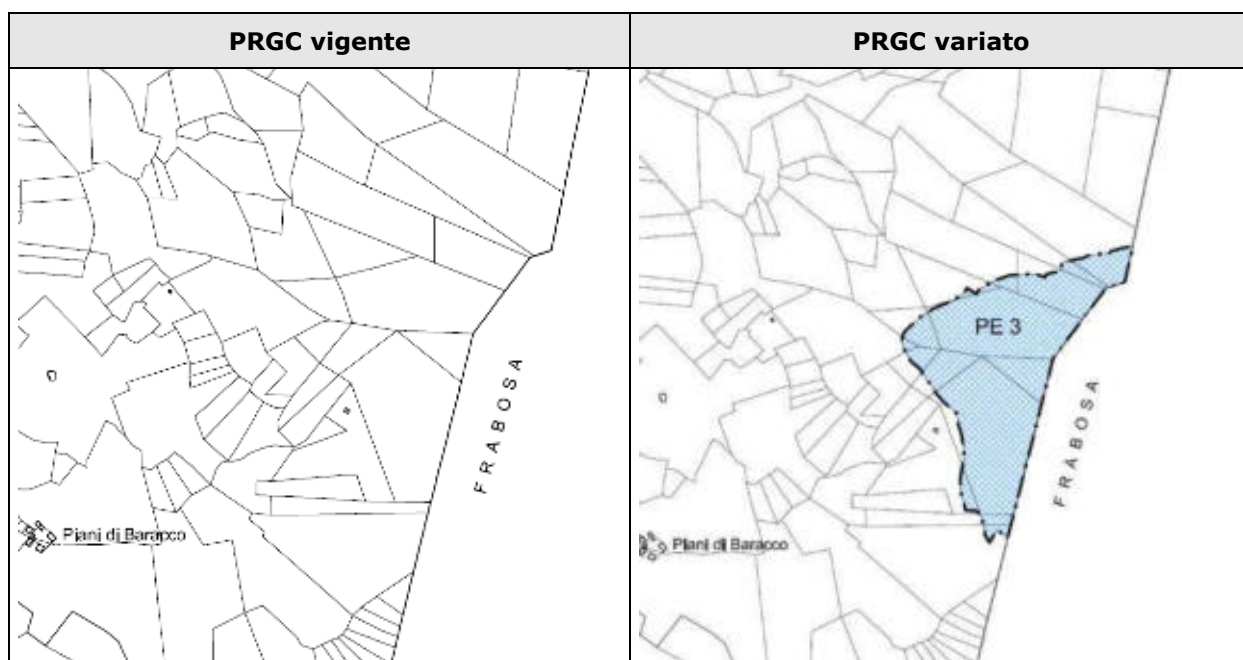 PRGC vigente
PRGC variato
PE 3
FRABOSA
FRABOSA
Piani di Baracco
Piani di Baracco